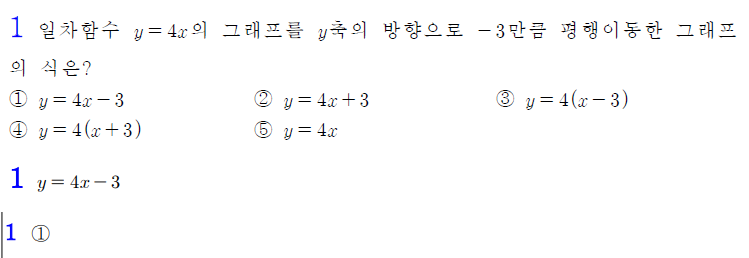 1 일차함수 y=4x의 그래프를 y축의 방향으로 −3만큼 평행이동한 그래프
의 식은?
① y=4x−3 ② y=4x+3 ③ y=4(x−3)
④ y=4(x+3) ⑤ y=4x
1 y=4x−3
1 ①